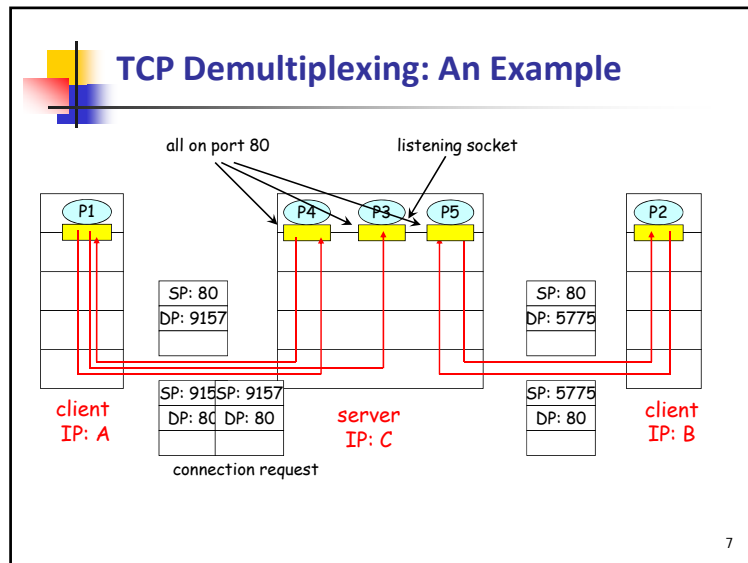 TCP Demultiplexing: An Example
all on port 80
listening socket
P1
P4
P3
P5
P2
SP: 80
DP: 9157
SP: 80
DP: 5775
SP: 915
DP: 80
SP: 9157
DP: 80
SP: 5775
DP: 80
client
IP: A
server
IP: C
client
IP: B
connection request
7